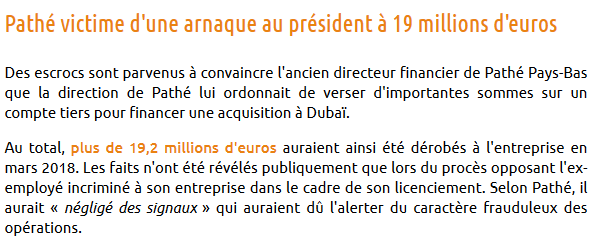 Pathé victime d'une arnaque au président à 19 millions d'euros
Des escrocs sont parvenus à convaincre l'ancien directeur financier de Pathé Pays-Bas
que la direction de Pathé lui ordonnait de verser d'importantes sommes sur un
compte tiers pour financer une acquisition à Dubaï.
Au total, plus de 19,2 millions d'euros auraient ainsi été dérobés à l'entreprise en
mars 2018. Les faits n'ont été révélés publiquement que lors du procès opposant l'ex-
employé incriminé à son entreprise dans le cadre de son licenciement. Selon Pathé, il
aurait « négligé des signaux » qui auraient dû l'alerter du caractère frauduleux des
opérations.